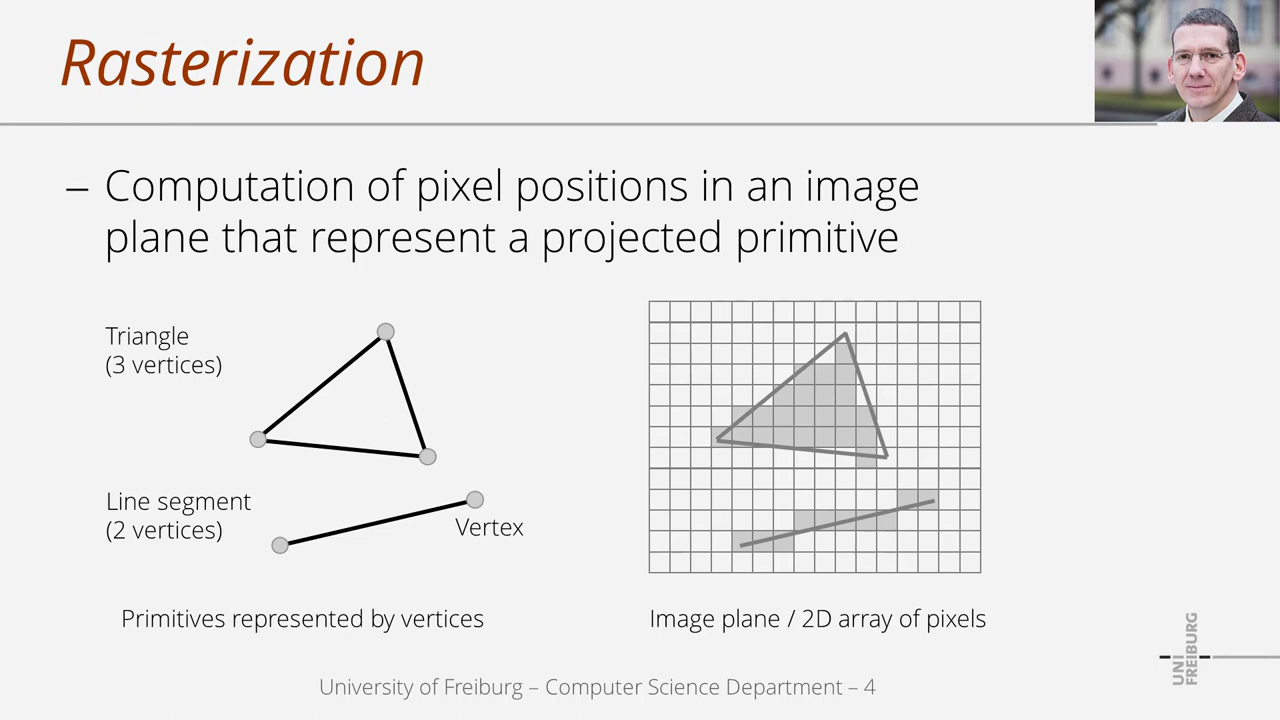 Rasterization
– Computation of pixel positions in an image
plane that represent a projected primitive
Triangle
(3 vertices)
Line segment
(2 vertices)
Vertex
Primitives represented by vertices
Image plane / 2D array of pixels
University of Freiburg – Computer Science Department – 4
UNI
FREIBURG